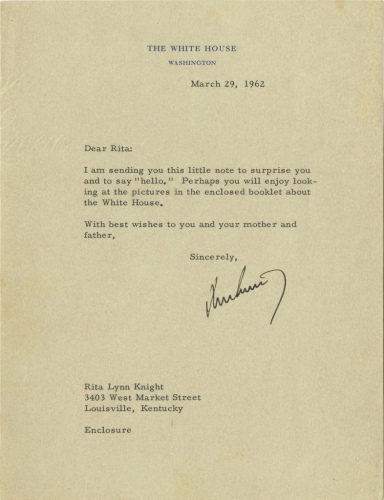 THE WHITE HOUSE
WASHINGTON
March 29, 1962
Dear Rita:
I am sending you this little note to surprise you
and to say "hello." Perhaps you will enjoy look-
ing at the pictures in the enclosed booklet about
the White House.
With best wishes to you and your mother and
father,
Sincerely,
Rita Lynn Knight
3403 West Market Street
Louisville, Kentucky
Enclosure